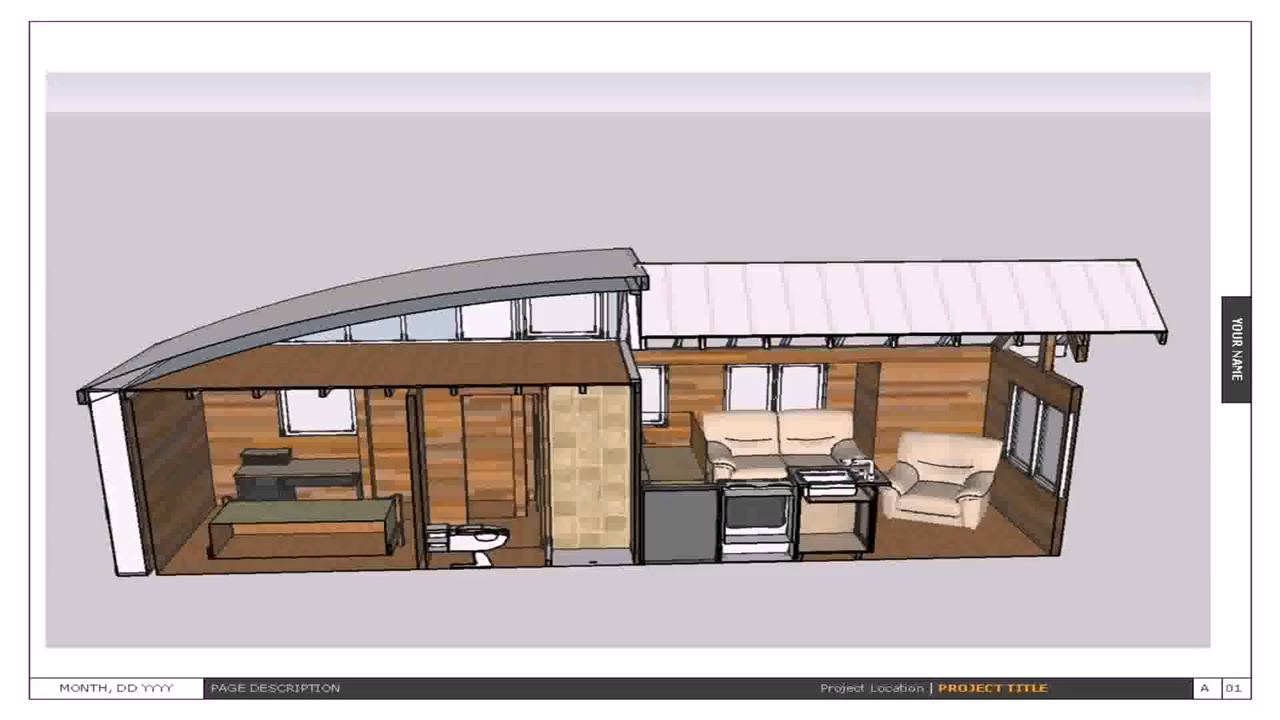 YOUR NAME
MONTH, DD YYYY
PAGE DESCRIPTION
Project Location | PROJECT TITLE
A
01